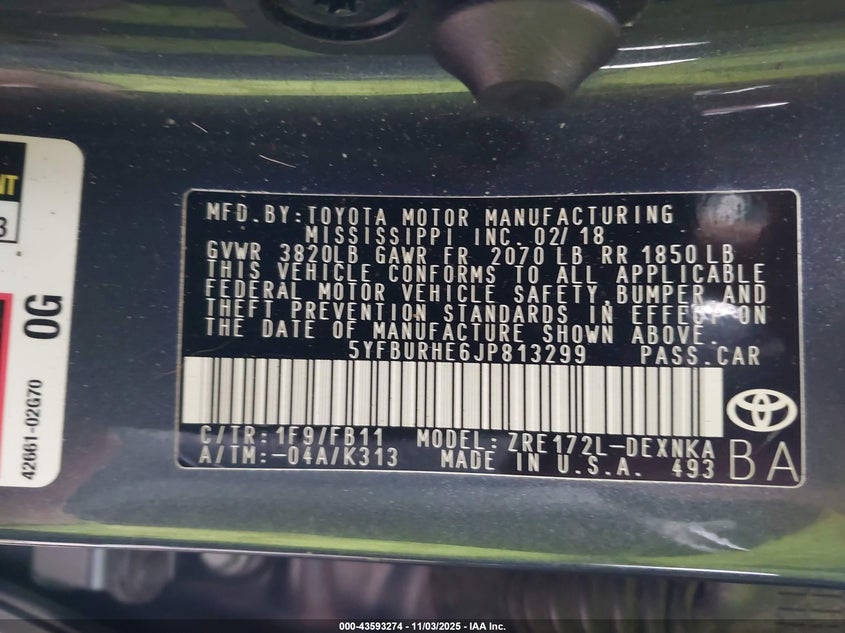 NT
3
0G
42661-02G70
MFD.BY:TOYOTA MOTOR MANUFACTURING
MISSISSIPPI INC. 02/18
GVWR 3820LB GAWR FR 2070 LB RR 1850 LB
THIS VEHICLE CONFORMS TO ALL APPLICABLE
FEDERAL MOTOR VEHICLE SAFETY, BUMPER, AND
THEFT PREVENTION STANDARDS IN EFFECT ON
THE DATE OF MANUFACTURE SHOWN ABOVE.
5YFBURHE6JP813299 PASS.CAR
C/TR:1F9/FB11 MODEL:ZRE172L-DEXNKA
A/TM:-04A/K313 MADE IN U.S.A. 493
BA
000-43593274 - 11/03/2025 - IAA Inc.